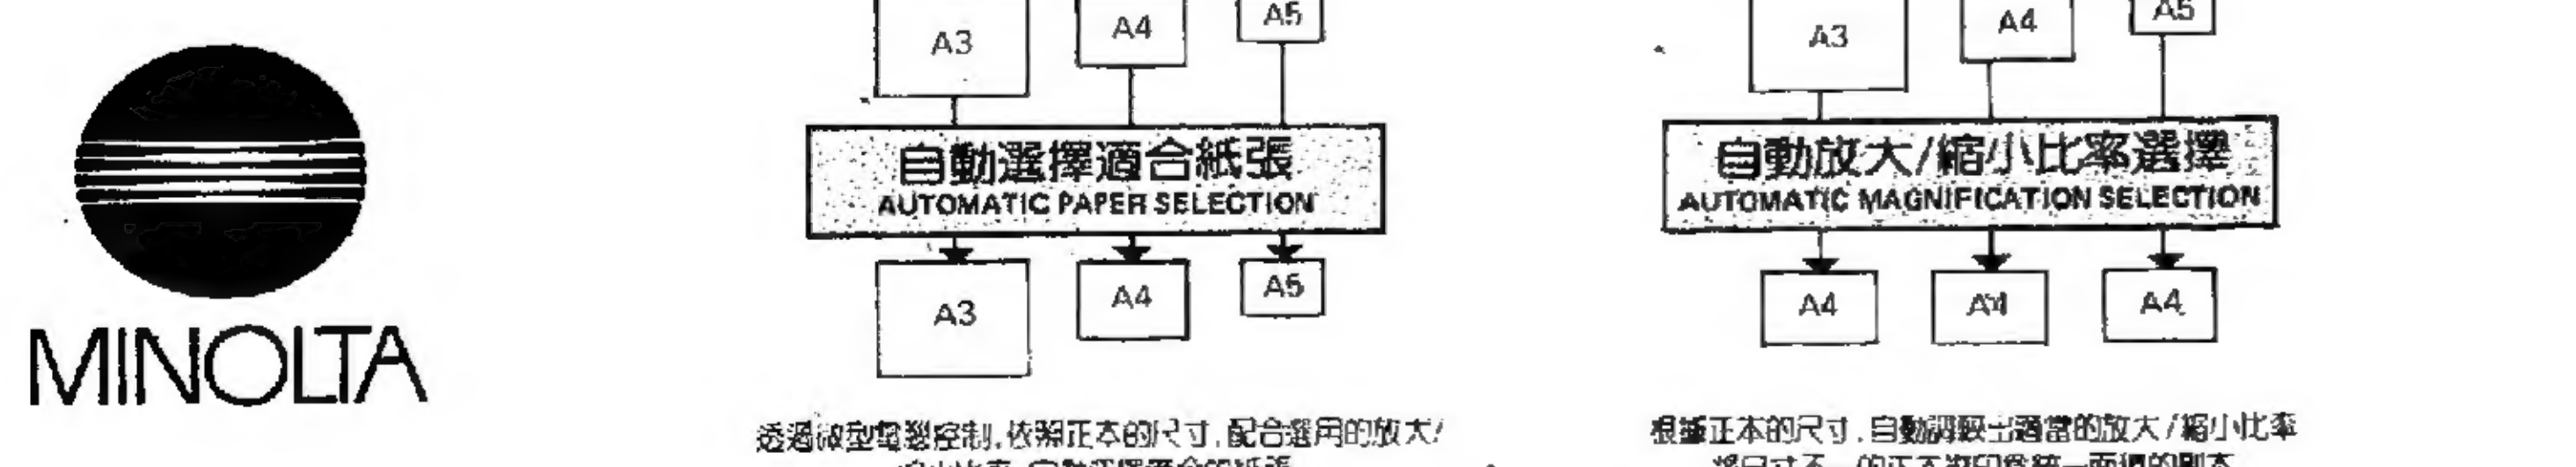 A3 A4 A5
自動選擇適合紙張
AUTOMATIC PAPER SELECTION
A3 A4 A5
透過微型電腦控制,依照正本的尺寸,配合選用的放大/
A3 A4 A5
自動放大/縮小比率選擇
AUTOMATIC MAGNIFICATION SELECTION
A4 A4 A4
根據正本的尺寸,自動調較出適當的放大/縮小比率
MINOLTA